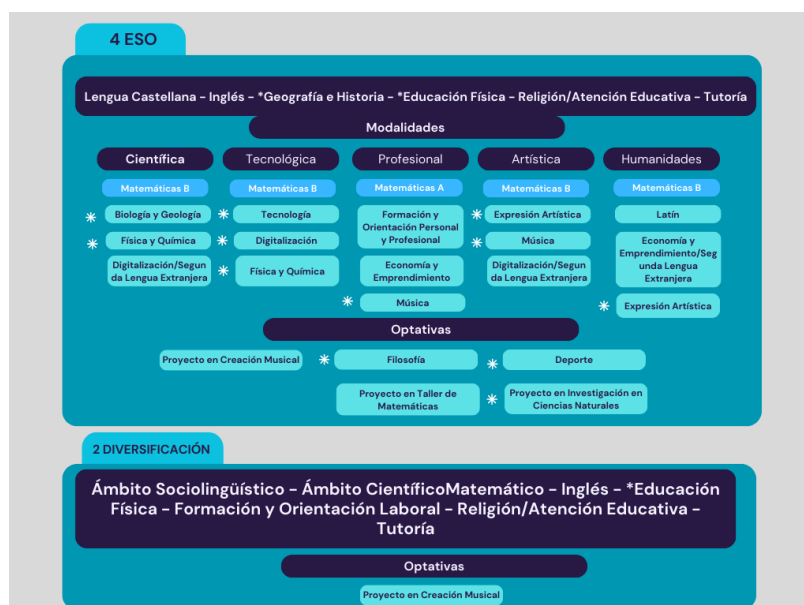 4 ESO
Lengua Castellana - Inglés - *Geografía e Historia - *Educación Física - Religión/Atención Educativa - Tutoría
Modalidades
Científica
Tecnológica
Profesional
Artística
Humanidades
Matemáticas B
Matemáticas B
Matemáticas A
Matemáticas B
Matemáticas B
* Biología y Geología
* Tecnología
Formación y
Orientación Personal
y Profesional
* Expresión Artística
Latín
* Física y Química
* Digitalización
* Música
Economía y
Emprendimiento/Seg
unda Lengua
Extranjera
Digitalización/Segun
da Lengua Extranjera
* Física y Química
Economía y
Emprendimiento
Digitalización/Segun
da Lengua Extranjera
* Música
* Expresión Artística
Optativas
Proyecto en Creación Musical
* Filosofía
* Deporte
Proyecto en Taller de
Matemáticas
* Proyecto en Investigación en
Ciencias Naturales
2 DIVERSIFICACIÓN
Ámbito Sociolingüístico - Ámbito CientíficoMatemático - Inglés - *Educación
Física - Formación y Orientación Laboral - Religión/Atención Educativa -
Tutoría
Optativas
Proyecto en Creación Musical